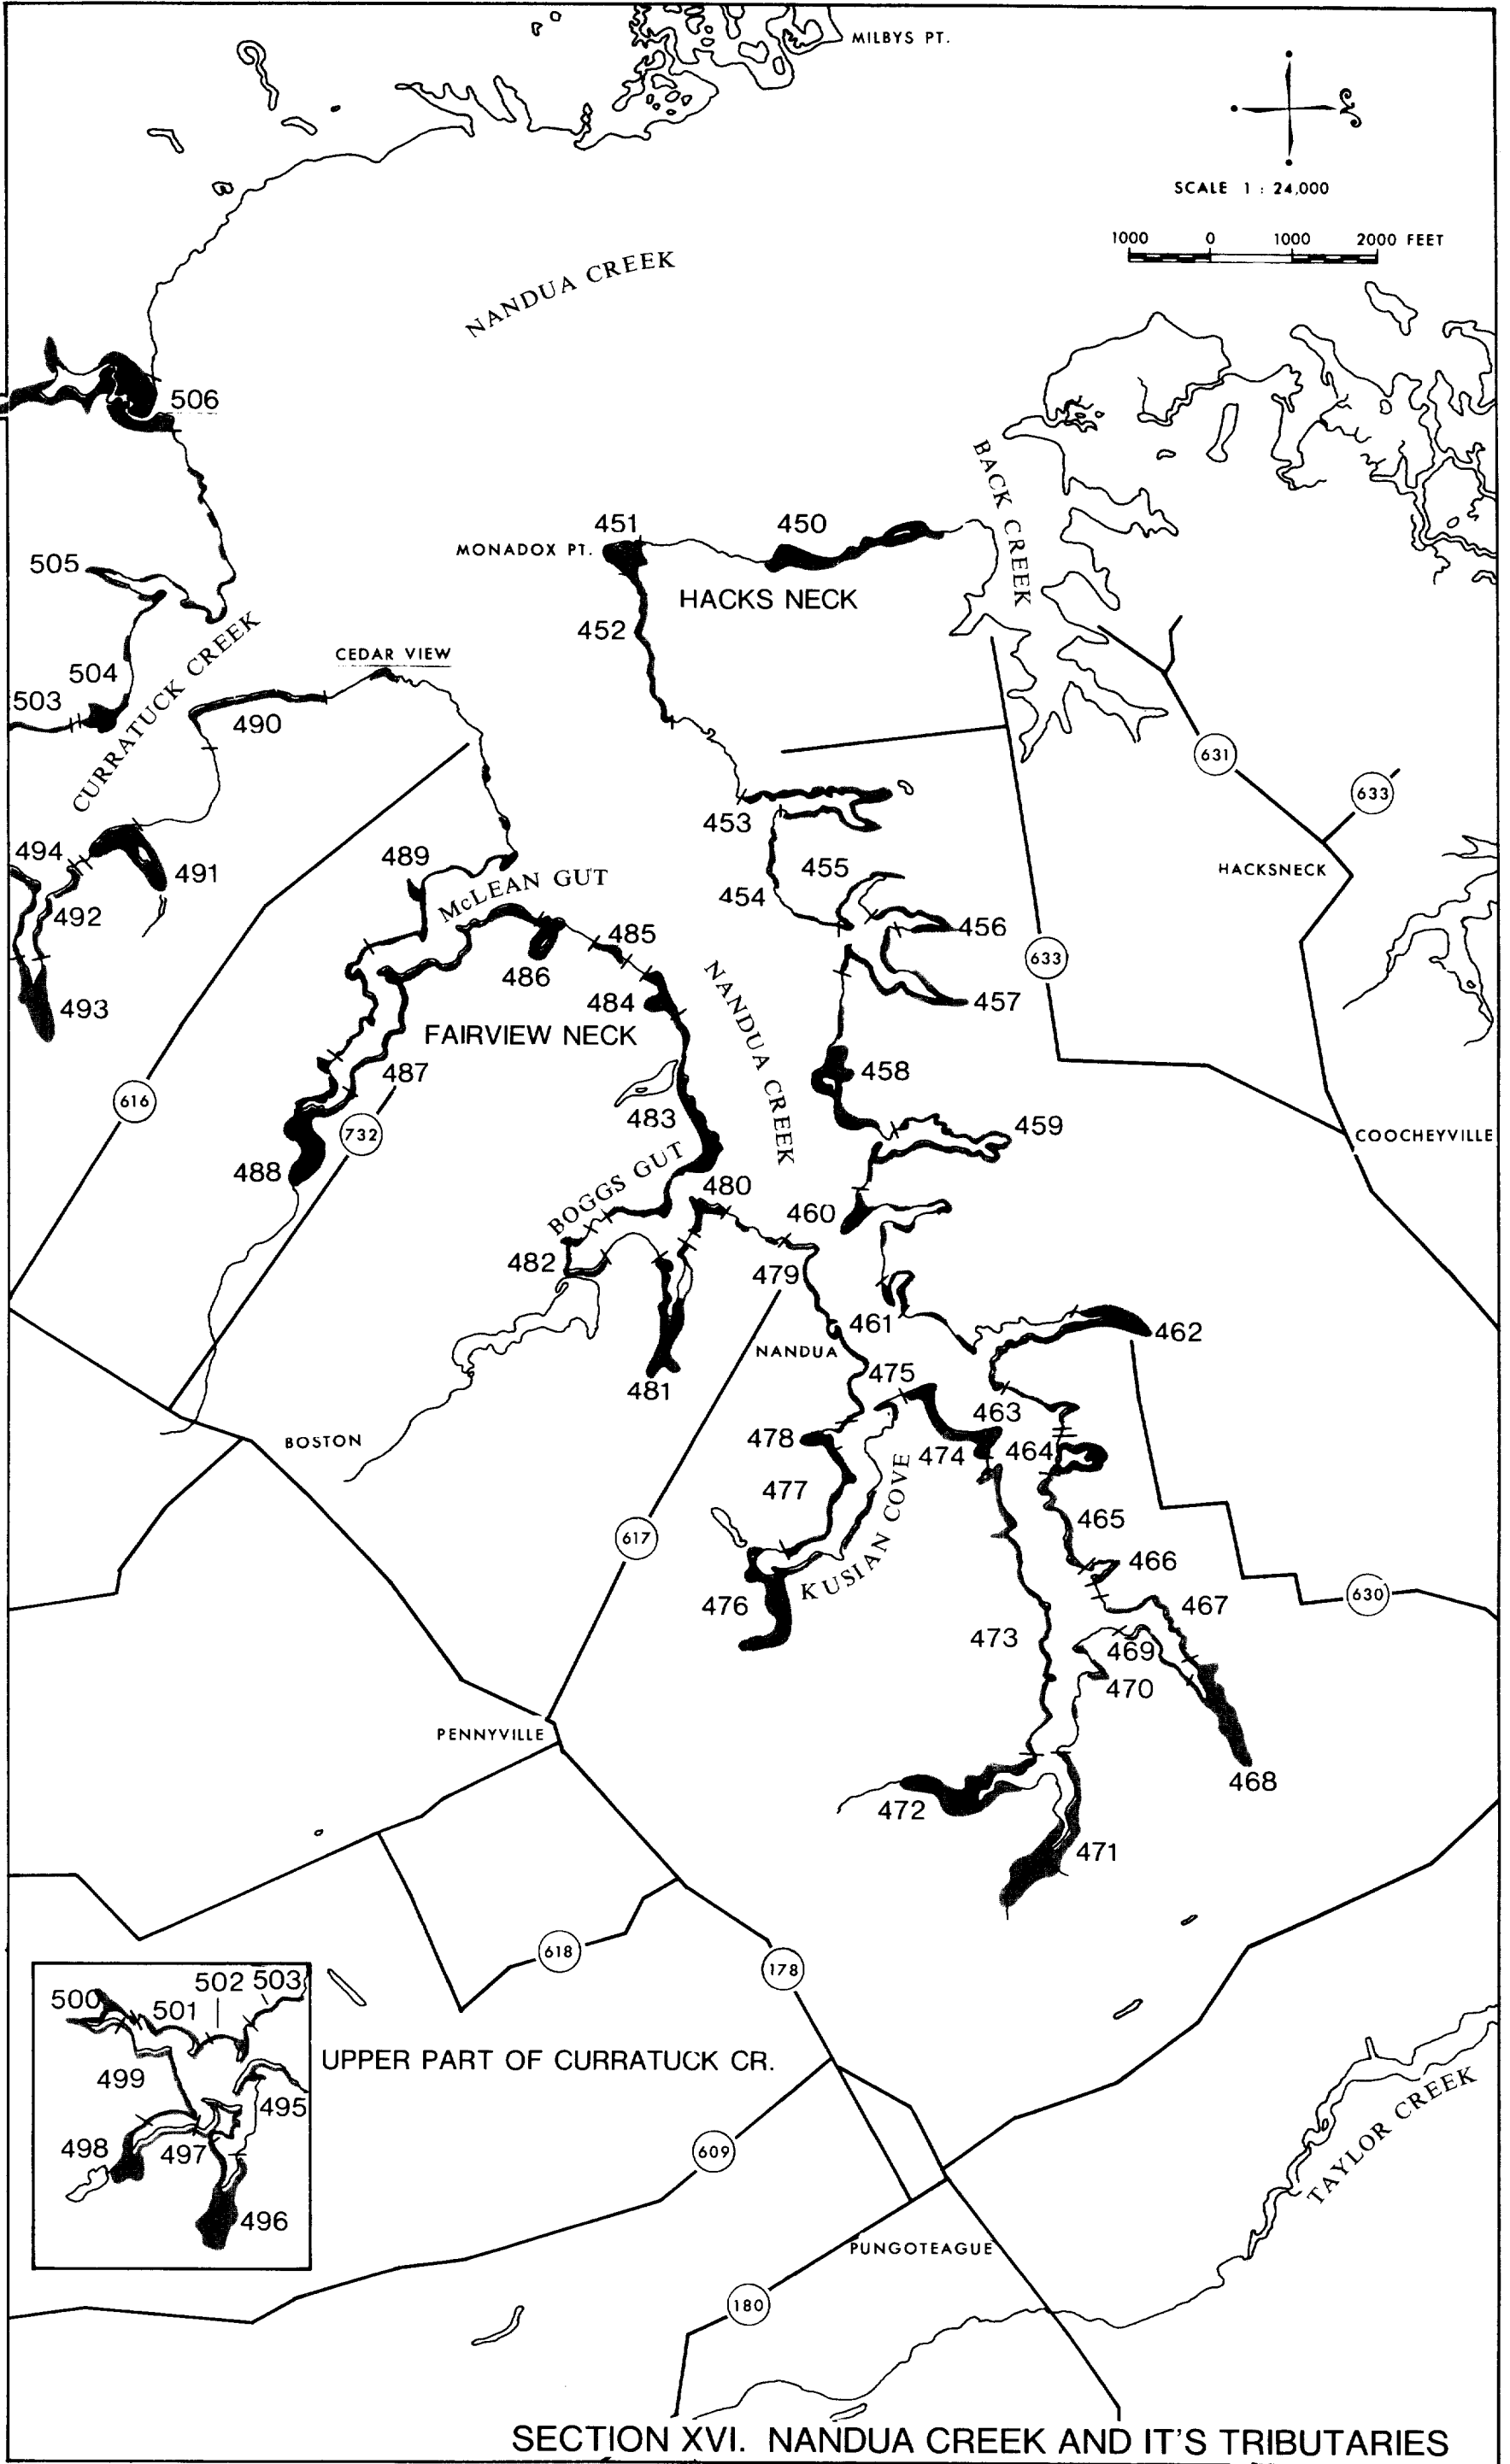 MILBYS PT.
SCALE 1 : 24,000
1000 0 1000 2000 FEET
NANDUA CREEK
506
BACK CREEK
451
450
MONADOX PT.
505
HACKS NECK
452
CURRATUCK CREEK
CEDAR VIEW
504
503
490
631
633
453
494
489
455
HACKSNECK
491
McLEAN GUT
454
492
456
485
486
633
NANDUA CREEK
457
493
484
FAIRVIEW NECK
487
458
616
483
732
459
COOCHEYVILLE
488
BOGGS GUT
480
460
482
479
461
462
NANDUA
475
481
463
478
474
464
BOSTON
477
465
KUSIAN COVE
617
466
476
630
467
473
469
470
PENNYVILLE
468
472
471
618
178
502 503
500
501
UPPER PART OF CURRATUCK CR.
499
495
498
497
496
609
TAYLOR CREEK
PUNGOTEAGUE
180
SECTION XVI. NANDUA CREEK AND IT'S TRIBUTARIES